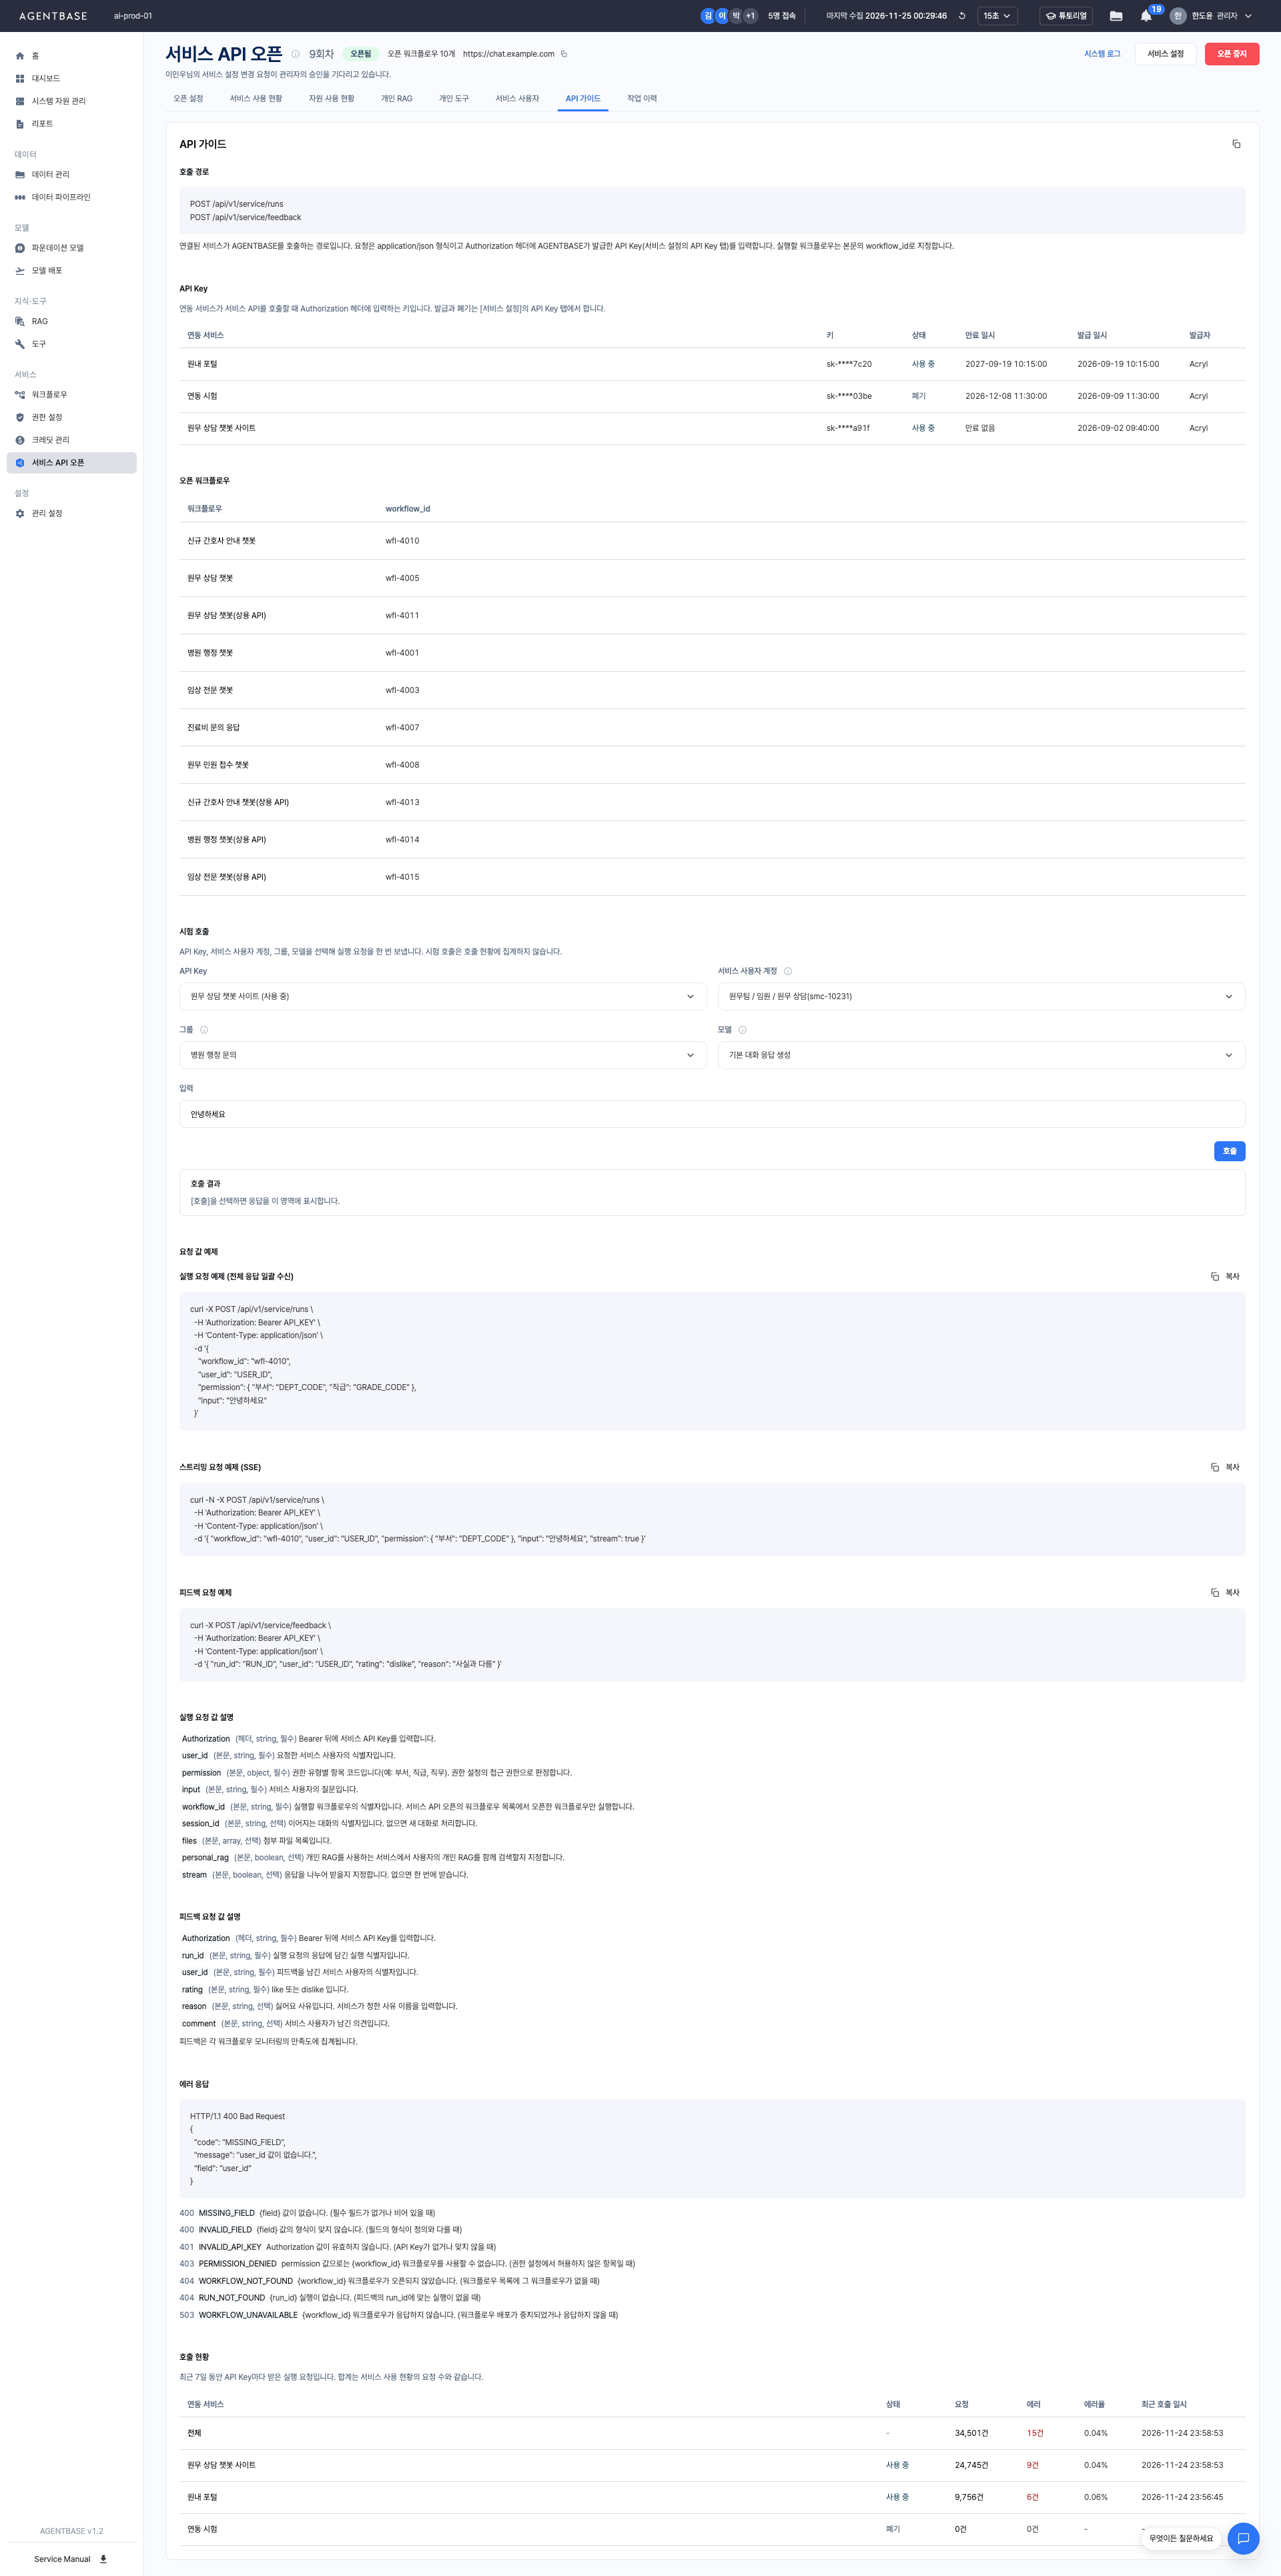 AGENTBASE
ai-prod-01
김 이 박 +1 5명 접속
마지막 수집 2026-11-25 00:29:46
15초
튜토리얼
19
한 한도윤 관리자
홈
대시보드
시스템 자원 관리
리포트
데이터
데이터 관리
데이터 파이프라인
모델
파운데이션 모델
모델 배포
지식·도구
RAG
도구
서비스
워크플로우
권한 설정
크레딧 관리
서비스 API 오픈
설정
관리 설정
AGENTBASE v1.2
Service Manual
서비스 API 오픈 9회차 오픈됨 오픈 워크플로우 10개 https://chat.example.com
시스템 로그 서비스 설정 오픈 중지
이민우님의 서비스 설정 변경 요청이 관리자의 승인을 기다리고 있습니다.
오픈 설정 서비스 사용 현황 자원 사용 현황 개인 RAG 개인 도구 서비스 사용자 API 가이드 작업 이력
API 가이드
호출 경로
POST /api/v1/service/runs
POST /api/v1/service/feedback
연결된 서비스가 AGENTBASE를 호출하는 경로입니다. 요청은 application/json 형식이고 Authorization 헤더에 AGENTBASE가 발급한 API Key(서비스 설정의 API Key 탭)를 입력합니다. 실행할 워크플로우는 본문의 workflow_id로 지정합니다.
API Key
연동 서비스가 서비스 API를 호출할 때 Authorization 헤더에 입력하는 키입니다. 발급과 폐기는 [서비스 설정]의 API Key 탭에서 합니다.
연동 서비스 키 상태 만료 일시 발급 일시 발급자
원내 포털 sk-****7c20 사용 중 2027-09-19 10:15:00 2026-09-19 10:15:00 Acryl
연동 시험 sk-****03be 폐기 2026-12-08 11:30:00 2026-09-09 11:30:00 Acryl
원무 상담 챗봇 사이트 sk-****a91f 사용 중 만료 없음 2026-09-02 09:40:00 Acryl
오픈 워크플로우
워크플로우 workflow_id
신규 간호사 안내 챗봇 wfl-4010
원무 상담 챗봇 wfl-4005
원무 상담 챗봇(상용 API) wfl-4011
병원 행정 챗봇 wfl-4001
임상 전문 챗봇 wfl-4003
진료비 문의 응답 wfl-4007
원무 민원 접수 챗봇 wfl-4008
신규 간호사 안내 챗봇(상용 API) wfl-4013
병원 행정 챗봇(상용 API) wfl-4014
임상 전문 챗봇(상용 API) wfl-4015
시험 호출
API Key, 서비스 사용자 계정, 그룹, 모델을 선택해 실행 요청을 한 번 보냅니다. 시험 호출은 호출 현황에 집계하지 않습니다.
API Key 서비스 사용자 계정
원무 상담 챗봇 사이트 (사용 중) 원무팀 / 임원 / 원무 상담(smc-10231)
그룹 모델
병원 행정 문의 기본 대화 응답 생성
입력
안녕하세요
호출
호출 결과
[호출]을 선택하면 응답을 이 영역에 표시합니다.
요청 값 예제
실행 요청 예제 (전체 응답 일괄 수신) 복사
curl -X POST /api/v1/service/runs \
-H 'Authorization: Bearer API_KEY' \
-H 'Content-Type: application/json' \
-d '{
"workflow_id": "wfl-4010",
"user_id": "USER_ID",
"permission": { "부서": "DEPT_CODE", "직급": "GRADE_CODE" },
"input": "안녕하세요"
}'
스트리밍 요청 예제 (SSE) 복사
curl -N -X POST /api/v1/service/runs \
-H 'Authorization: Bearer API_KEY' \
-H 'Content-Type: application/json' \
-d '{ "workflow_id": "wfl-4010", "user_id": "USER_ID", "permission": { "부서": "DEPT_CODE" }, "input": "안녕하세요", "stream": true }'
피드백 요청 예제 복사
curl -X POST /api/v1/service/feedback \
-H 'Authorization: Bearer API_KEY' \
-H 'Content-Type: application/json' \
-d '{ "run_id": "RUN_ID", "user_id": "USER_ID", "rating": "dislike", "reason": "사실과 다름" }'
실행 요청 값 설명
Authorization (헤더, string, 필수) Bearer 뒤에 서비스 API Key를 입력합니다.
user_id (본문, string, 필수) 요청한 서비스 사용자의 식별자입니다.
permission (본문, object, 필수) 권한 유형별 항목 코드입니다(예: 부서, 직급, 직무). 권한 설정의 접근 권한으로 판정합니다.
input (본문, string, 필수) 서비스 사용자의 질문입니다.
workflow_id (본문, string, 필수) 실행할 워크플로우의 식별자입니다. 서비스 API 오픈의 워크플로우 목록에서 오픈한 워크플로우만 실행합니다.
session_id (본문, string, 선택) 이어지는 대화의 식별자입니다. 없으면 새 대화로 처리합니다.
files (본문, array, 선택) 첨부 파일 목록입니다.
personal_rag (본문, boolean, 선택) 개인 RAG를 사용하는 서비스에서 사용자의 개인 RAG를 함께 검색할지 지정합니다.
stream (본문, boolean, 선택) 응답을 나누어 받을지 지정합니다. 없으면 한 번에 받습니다.
피드백 요청 값 설명
Authorization (헤더, string, 필수) Bearer 뒤에 서비스 API Key를 입력합니다.
run_id (본문, string, 필수) 실행 요청의 응답에 담긴 실행 식별자입니다.
user_id (본문, string, 필수) 피드백을 남긴 서비스 사용자의 식별자입니다.
rating (본문, string, 필수) like 또는 dislike 입니다.
reason (본문, string, 선택) 싫어요 사유입니다. 서비스가 정한 사유 이름을 입력합니다.
comment (본문, string, 선택) 서비스 사용자가 남긴 의견입니다.
피드백은 각 워크플로우 모니터링의 만족도에 집계됩니다.
에러 응답
HTTP/1.1 400 Bad Request
{
"code": "MISSING_FIELD",
"message": "user_id 값이 없습니다.",
"field": "user_id"
}
400 MISSING_FIELD {field} 값이 없습니다. (필수 필드가 없거나 비어 있을 때)
400 INVALID_FIELD {field} 값의 형식이 맞지 않습니다. (필드의 형식이 정의와 다를 때)
401 INVALID_API_KEY Authorization 값이 유효하지 않습니다. (API Key가 없거나 맞지 않을 때)
403 PERMISSION_DENIED permission 값으로는 {workflow_id} 워크플로우를 사용할 수 없습니다. (권한 설정에서 허용하지 않은 항목일 때)
404 WORKFLOW_NOT_FOUND {workflow_id} 워크플로우가 오픈되지 않았습니다. (워크플로우 목록에 그 워크플로우가 없을 때)
404 RUN_NOT_FOUND {run_id} 실행이 없습니다. (피드백의 run_id에 맞는 실행이 없을 때)
503 WORKFLOW_UNAVAILABLE {workflow_id} 워크플로우가 응답하지 않습니다. (워크플로우 배포가 중지되었거나 응답하지 않을 때)
호출 현황
최근 7일 동안 API Key마다 받은 실행 요청입니다. 합계는 서비스 사용 현황의 요청 수와 같습니다.
연동 서비스 상태 요청 에러 에러율 최근 호출 일시
전체 - 34,501건 15건 0.04% 2026-11-24 23:58:53
원무 상담 챗봇 사이트 사용 중 24,745건 9건 0.04% 2026-11-24 23:58:53
원내 포털 사용 중 9,756건 6건 0.06% 2026-11-24 23:56:45
연동 시험 폐기 0건 0건 - -
무엇이든 질문하세요